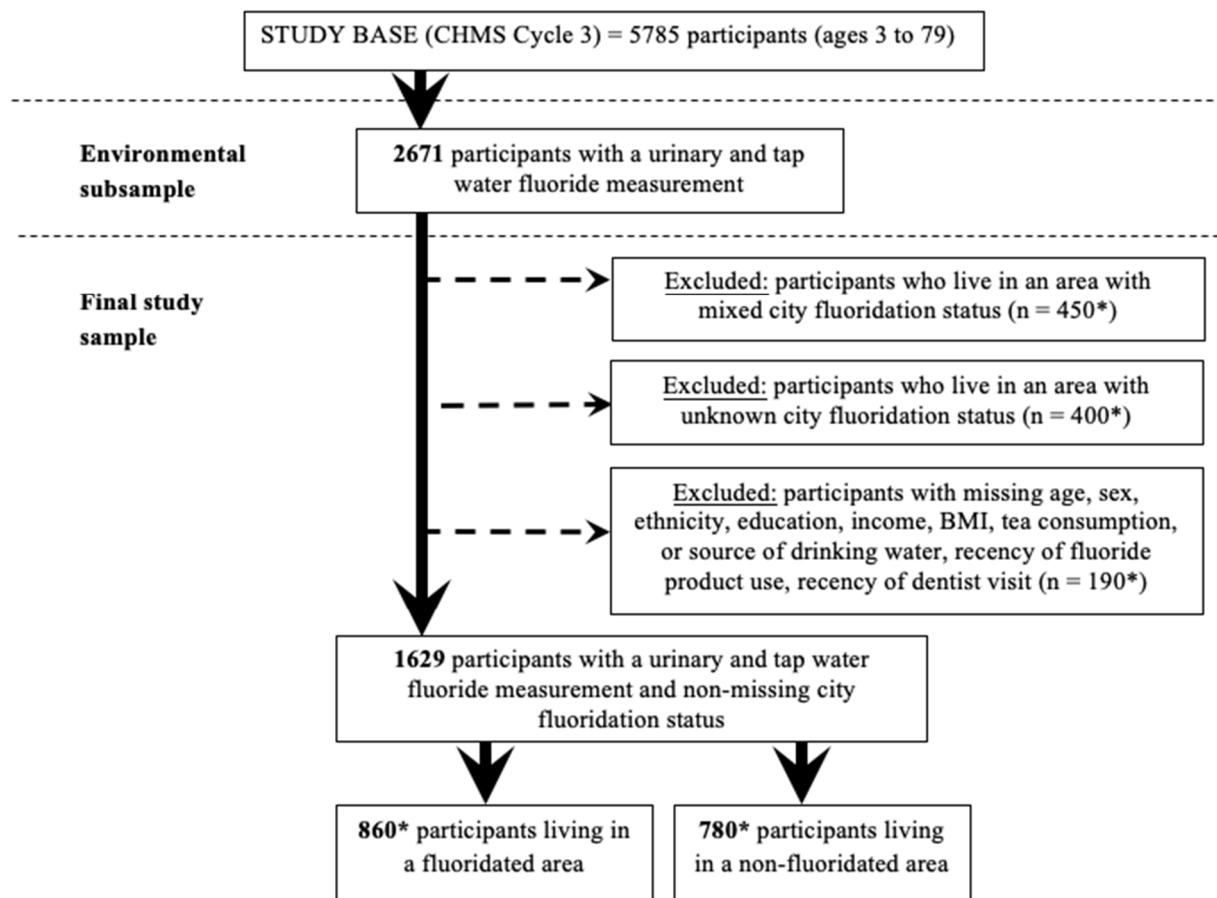 STUDY BASE (CHMS Cycle 3) = 5785 participants (ages 3 to 79)
Environmental
subsample
2671 participants with a urinary and tap
water fluoride measurement
Final study
sample
Excluded: participants who live in an area with
mixed city fluoridation status (n = 450*)
Excluded: participants who live in an area with
unknown city fluoridation status (n = 400*)
Excluded: participants with missing age, sex,
ethnicity, education, income, BMI, tea consumption,
or source of drinking water, recency of fluoride
product use, recency of dentist visit (n = 190*)
1629 participants with a urinary and tap water
fluoride measurement and non-missing city
fluoridation status
860* participants living in
a fluoridated area
780* participants living
in a non-fluoridated area